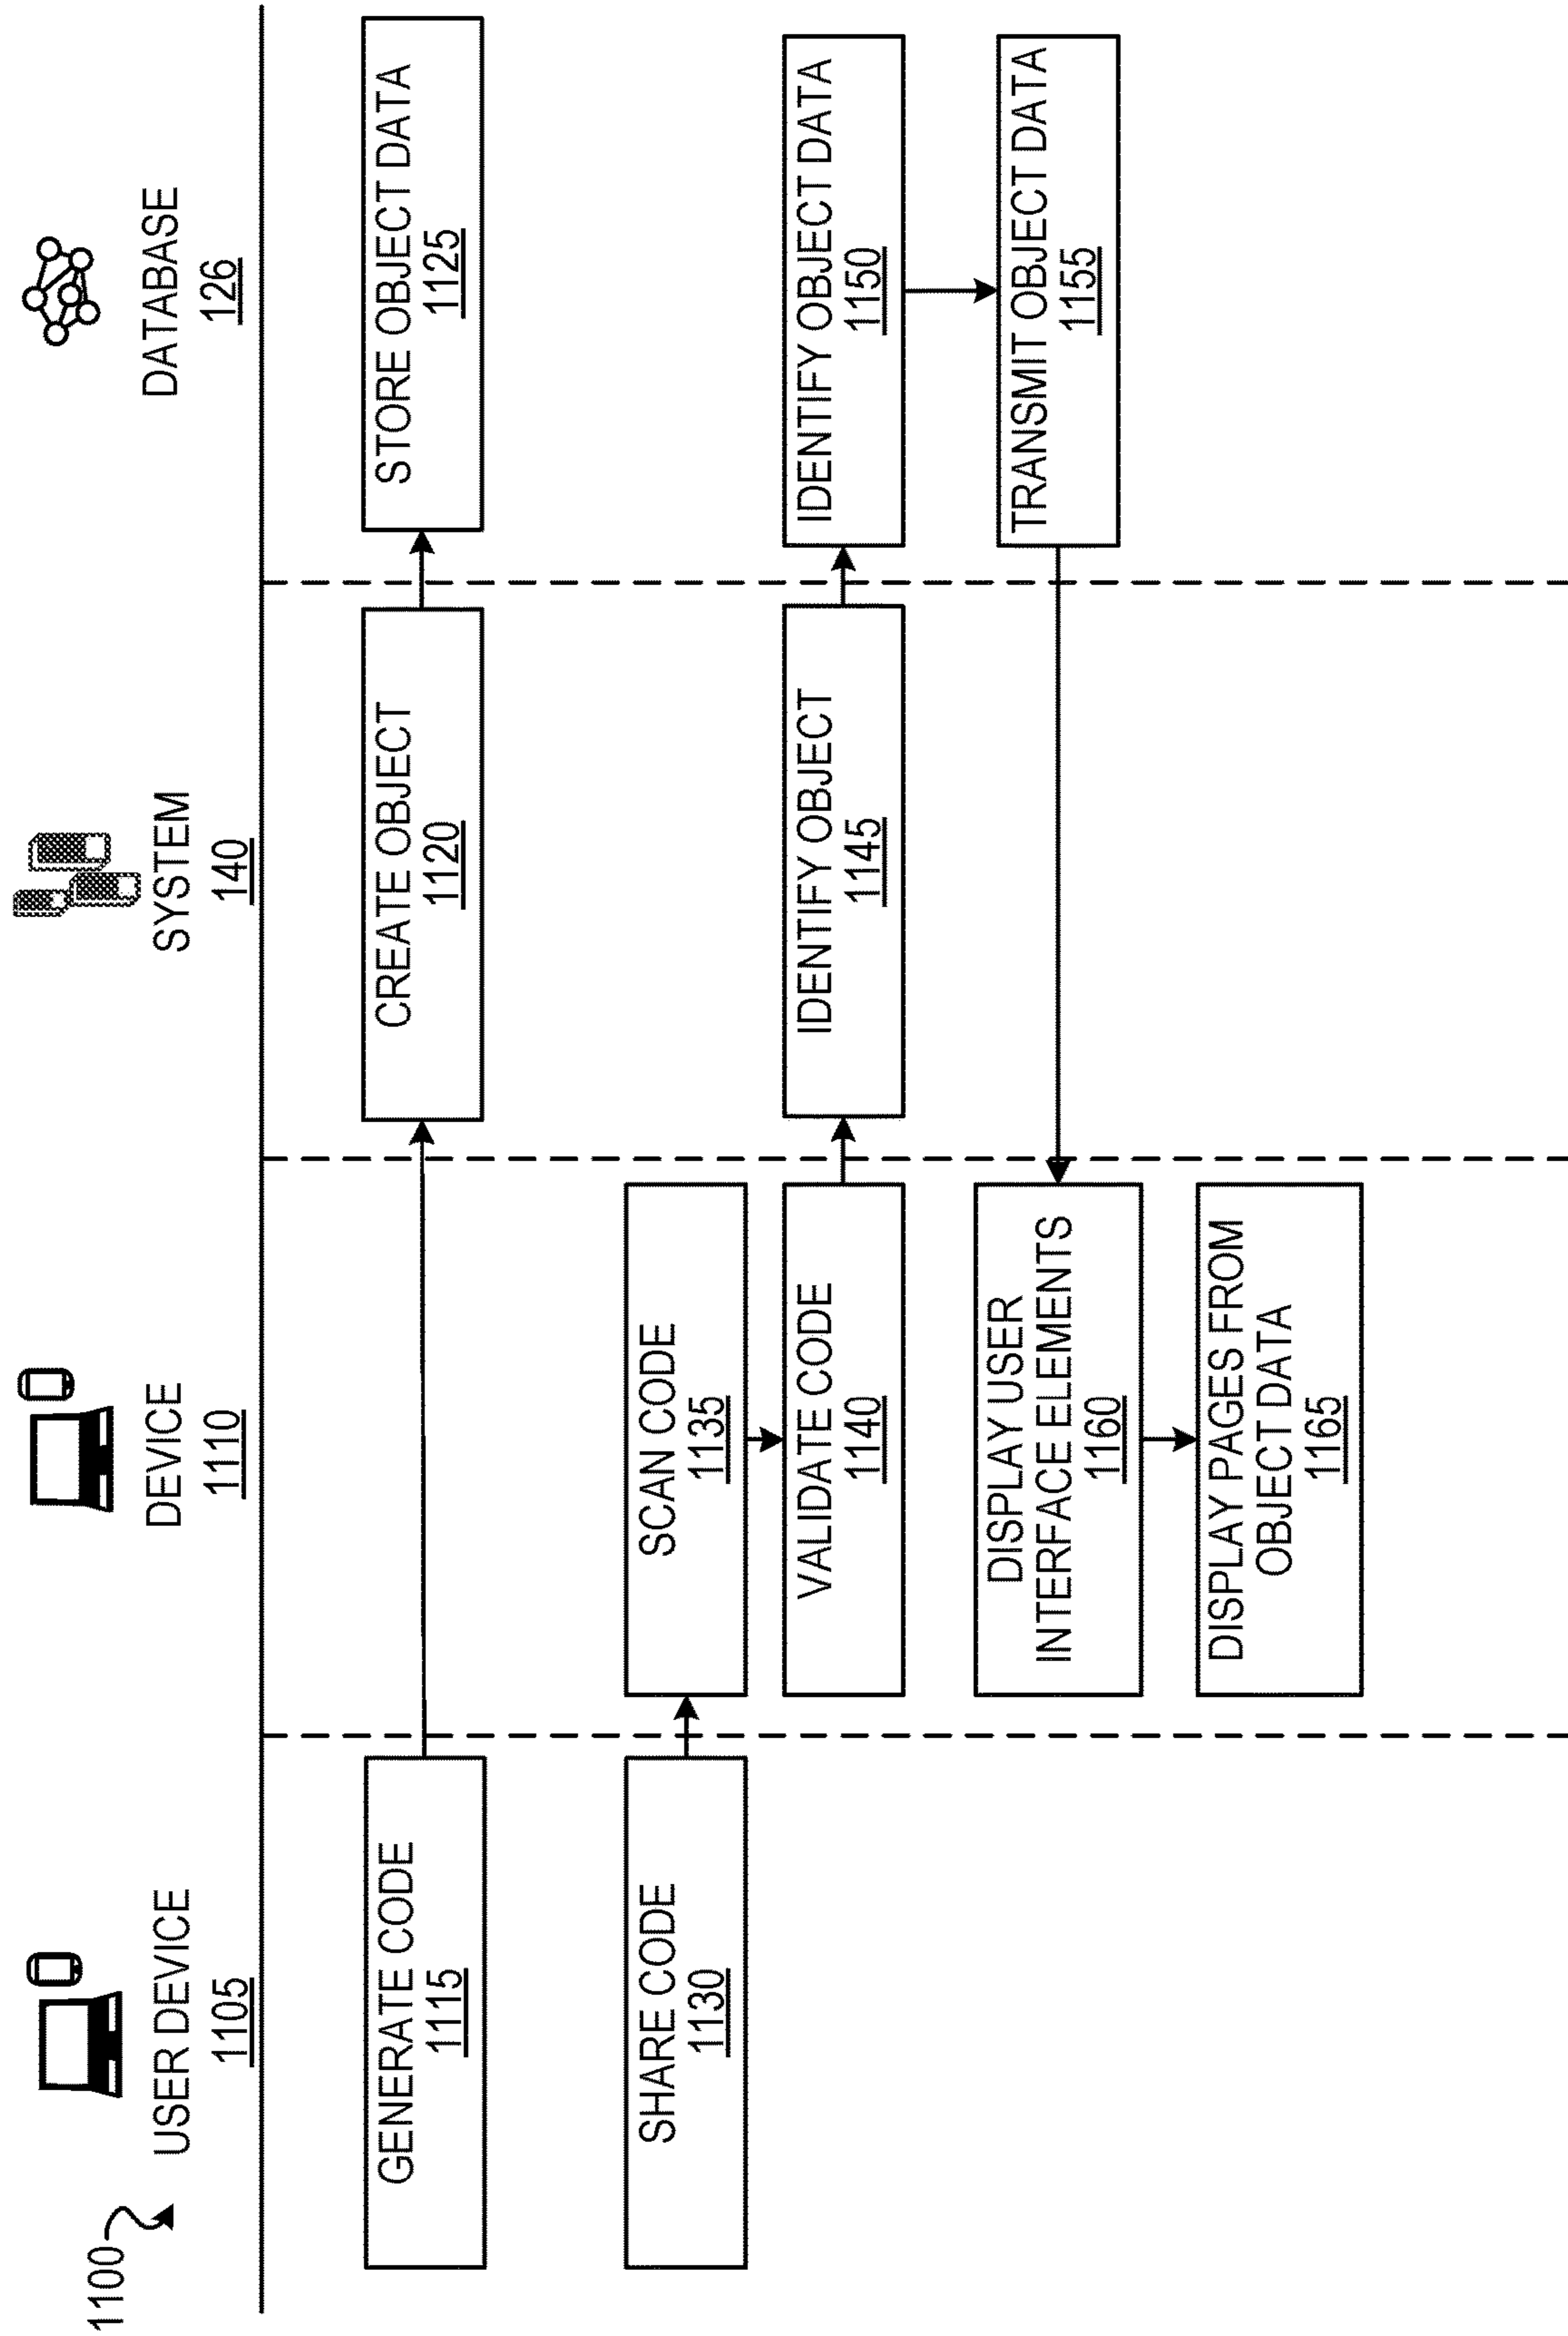 1100
USER DEVICE
1105
DEVICE
1110
SYSTEM
140
DATABASE
126
GENERATE CODE
1115
CREATE OBJECT
1120
STORE OBJECT DATA
1125
SHARE CODE
1130
SCAN CODE
1135
VALIDATE CODE
1140
IDENTIFY OBJECT
1145
IDENTIFY OBJECT DATA
1150
TRANSMIT OBJECT DATA
1155
DISPLAY USER
INTERFACE ELEMENTS
1160
DISPLAY PAGES FROM
OBJECT DATA
1165